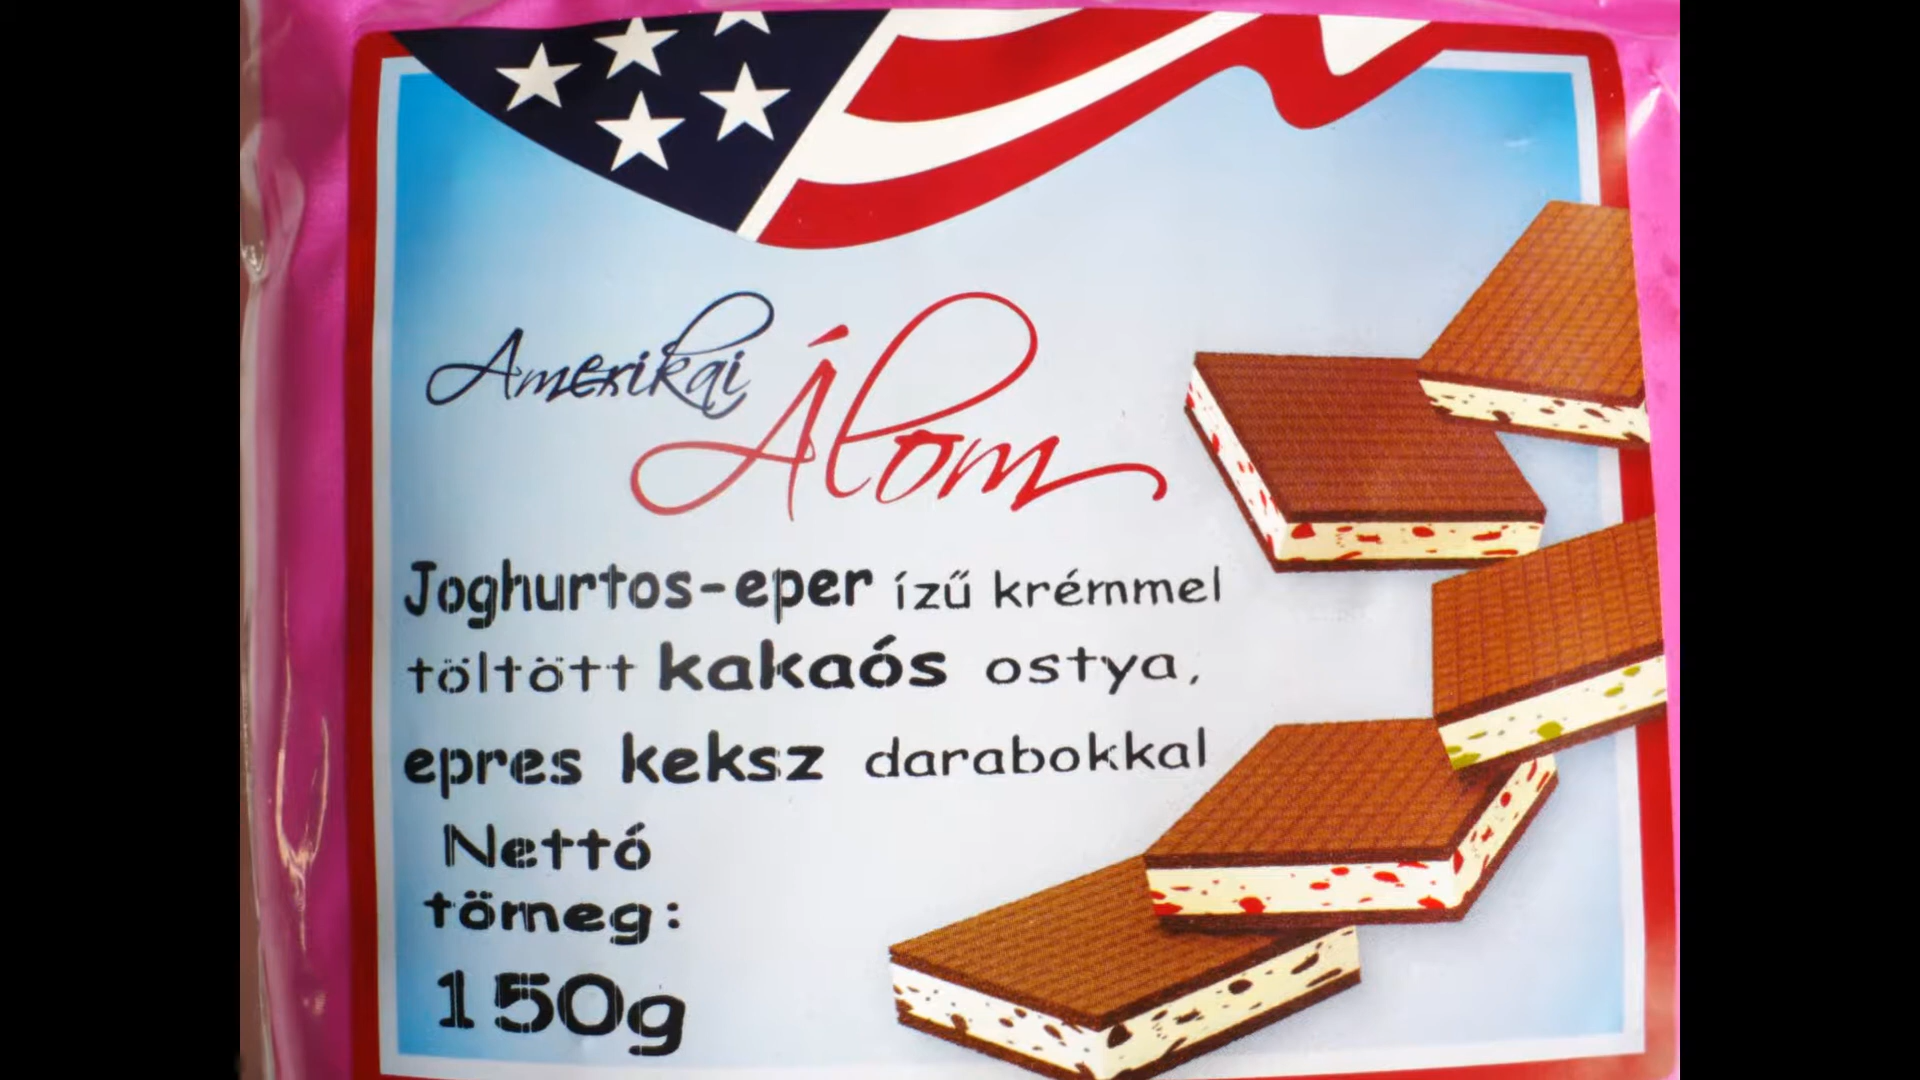 Amerikai
Álom
Joghurtos-eper ízű krémmel
töltött kakaós ostya,
epres keksz darabokkal
Nettó
tömeg:
150g